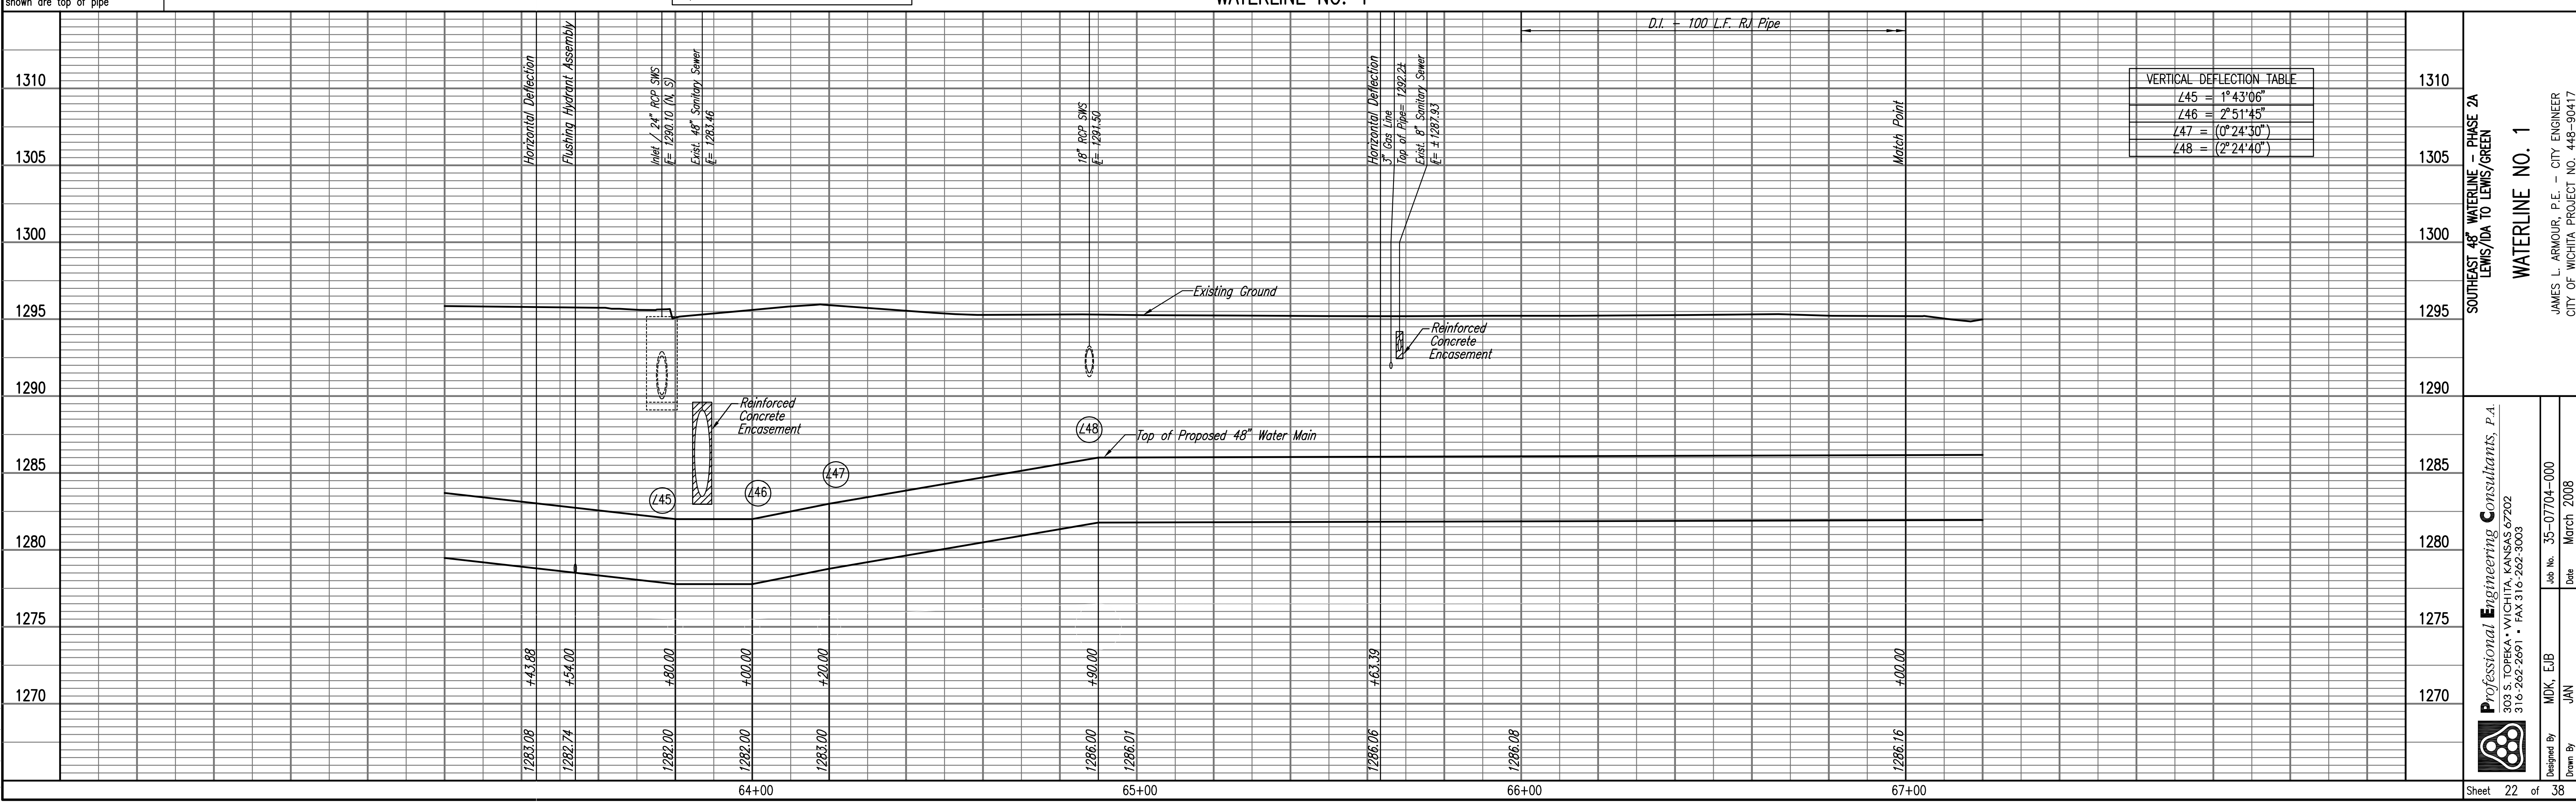 shown are top of pipe
WATERLINE NO. 1
D.I. - 100 L.F. RJ Pipe
Horizontal Deflection
Flushing Hydrant Assembly
Inlet / 24" RCP SWS
℄= 1290.10 (N, S)
Exist. 48" Sanitary Sewer
℄= 1283.46
18" RCP SWS
℄= 1291.50
Horizontal Deflection
3" Gas Line
Top of Pipe= 1292.2±
Exist. 8" Sanitary Sewer
℄= ±1287.93
Match Point
VERTICAL DEFLECTION TABLE
∠45 = 1°43'06"
∠46 = 2°51'45"
∠47 = (0°24'30")
∠48 = (2°24'40")
1310
1305
1300
1295
1290
1285
1280
1275
1270
1310
1305
1300
1295
1290
1285
1280
1275
1270
Existing Ground
Reinforced
Concrete
Encasement
Reinforced
Concrete
Encasement
∠45
∠46
∠47
∠48
Top of Proposed 48" Water Main
+43.88
+54.00
+80.00
+00.00
+20.00
+90.00
+63.39
+00.00
1283.08
1282.74
1282.00
1282.00
1283.00
1286.00
1286.01
1286.06
1286.08
1286.16
64+00
65+00
66+00
67+00
SOUTHEAST 48" WATERLINE - PHASE 2A
LEWIS/IDA TO LEWIS/GREEN
WATERLINE NO. 1
JAMES L. ARMOUR, P.E. - CITY ENGINEER
CITY OF WICHITA PROJECT NO. 448-90417
Professional Engineering Consultants, P.A.
303 S. TOPEKA • WICHITA, KANSAS 67202
316-262-2691 • FAX 316-262-3003
Job No. 35-07704-000
Date March 2008
Designed By MDK, EJB
Drawn By JAN
Sheet 22 of 38